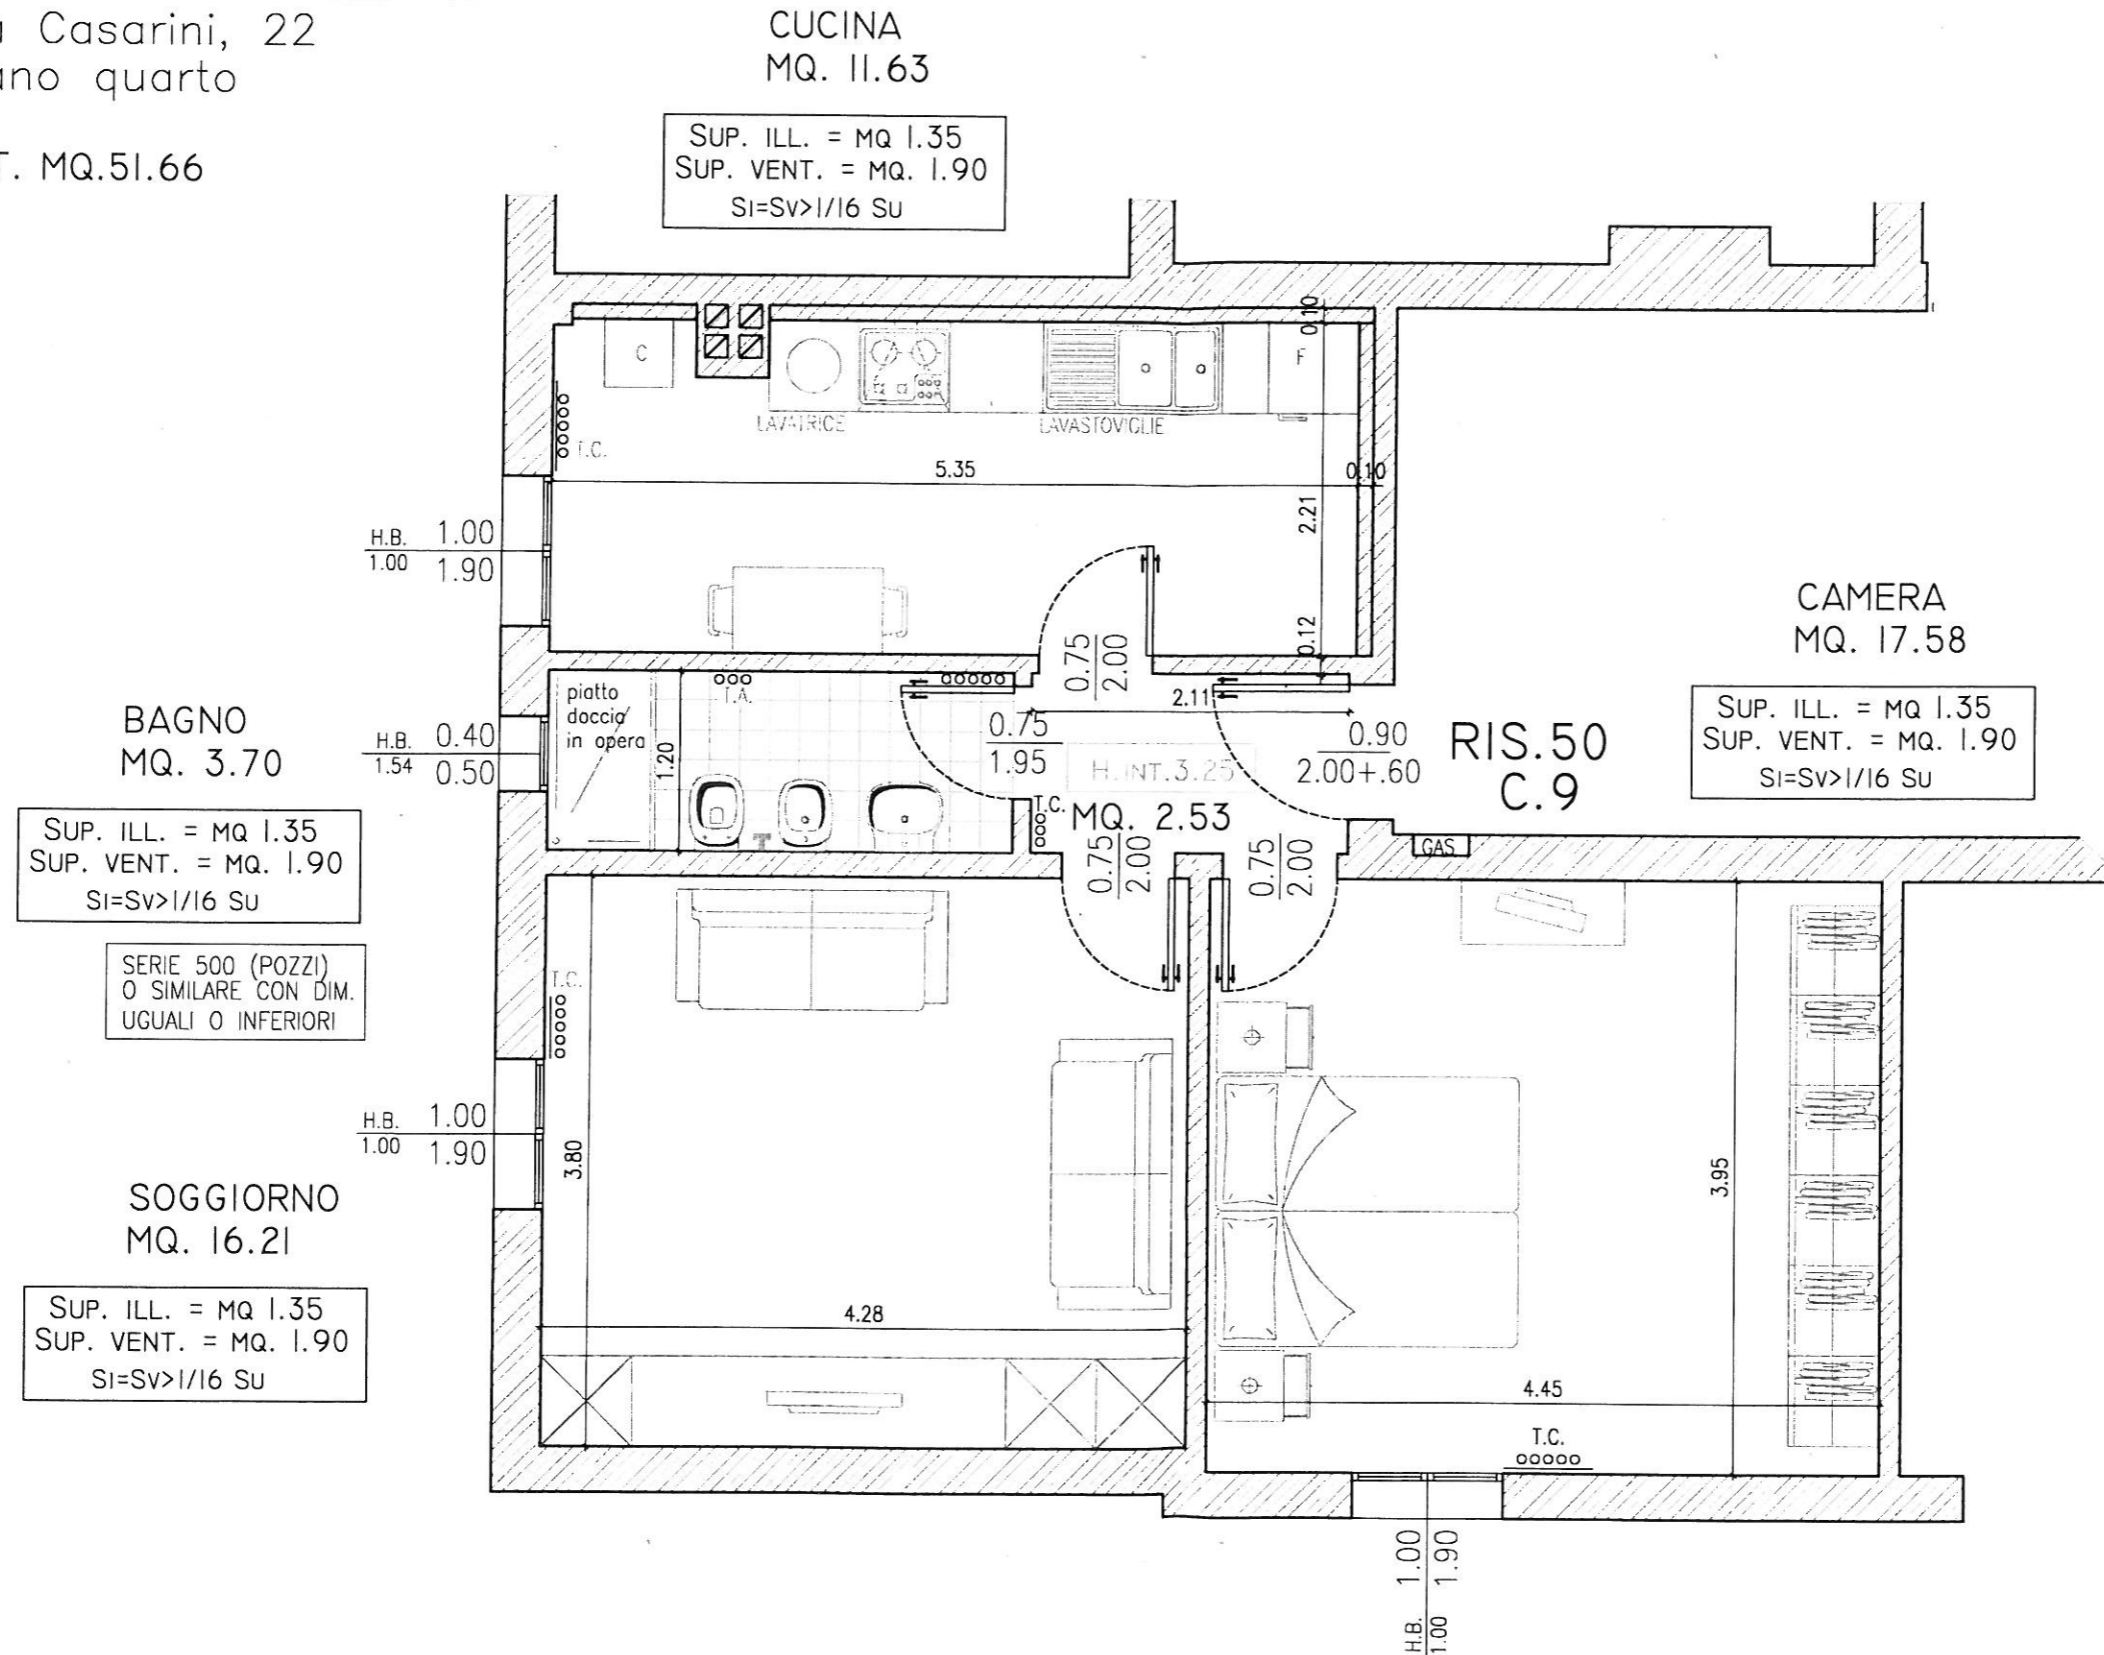 Casarini, 22
quarto
MQ.51.66
CUCINA
MQ. 11.63
SUP. ILL. = MQ 1.35
SUP. VENT. = MQ. 1.90
SI=SV>1/16 SU
C
F
LAVATRICE
LAVASTOVIGLIE
T.C.
0.10
5.35
0.10
2.21
0.12
H.B. 1.00
1.00 1.90
0.75
2.00
CAMERA
MQ. 17.58
SUP. ILL. = MQ 1.35
SUP. VENT. = MQ. 1.90
SI=SV>1/16 SU
BAGNO
MQ. 3.70
SUP. ILL. = MQ 1.35
SUP. VENT. = MQ. 1.90
SI=SV>1/16 SU
SERIE 500 (POZZI)
O SIMILARE CON DIM.
UGUALI O INFERIORI
H.B. 0.40
1.54 0.50
piatto
doccia
in opera
1.20
T.A.
0.75
1.95
2.11
H.INT.3.25
0.90
2.00+.60
RIS.50
C.9
T.C.
MQ. 2.53
0.75
2.00
0.75
2.00
GAS
T.C.
H.B. 1.00
1.00 1.90
3.80
3.95
SOGGIORNO
MQ. 16.21
SUP. ILL. = MQ 1.35
SUP. VENT. = MQ. 1.90
SI=SV>1/16 SU
4.28
4.45
T.C.
1.00
1.90
H.B.
1.00